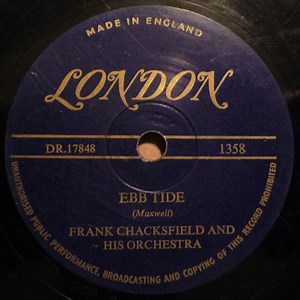 MADE IN ENGLAND
LONDON
DR.17848
1358
EBB TIDE
(Maxwell)
FRANK CHACKSFIELD AND
HIS ORCHESTRA
UNAUTHORISED PUBLIC PERFORMANCE, BROADCASTING AND COPYING OF THIS RECORD PROHIBITED